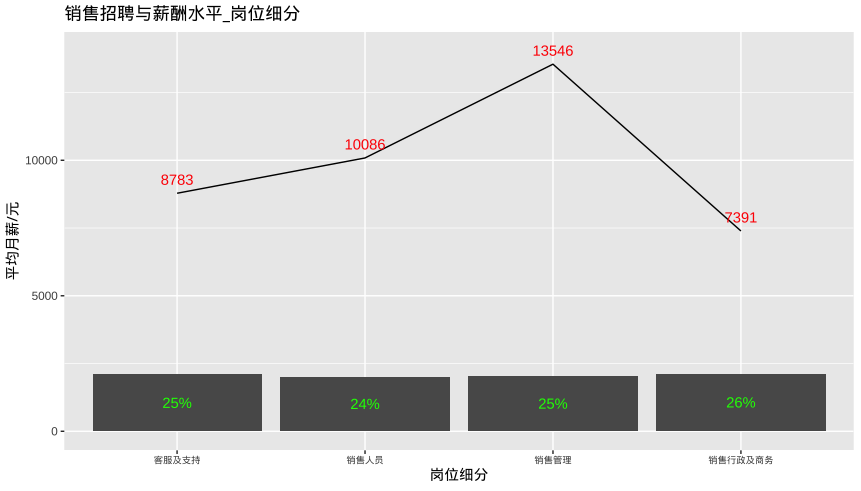 销售招聘与薪酬水平_岗位细分
13546
10086
10000
8783
平均月薪/元
7391
5000
25%
24%
25%
26%
0
客服及支持
销售人员
销售管理
销售行政及商务
岗位细分